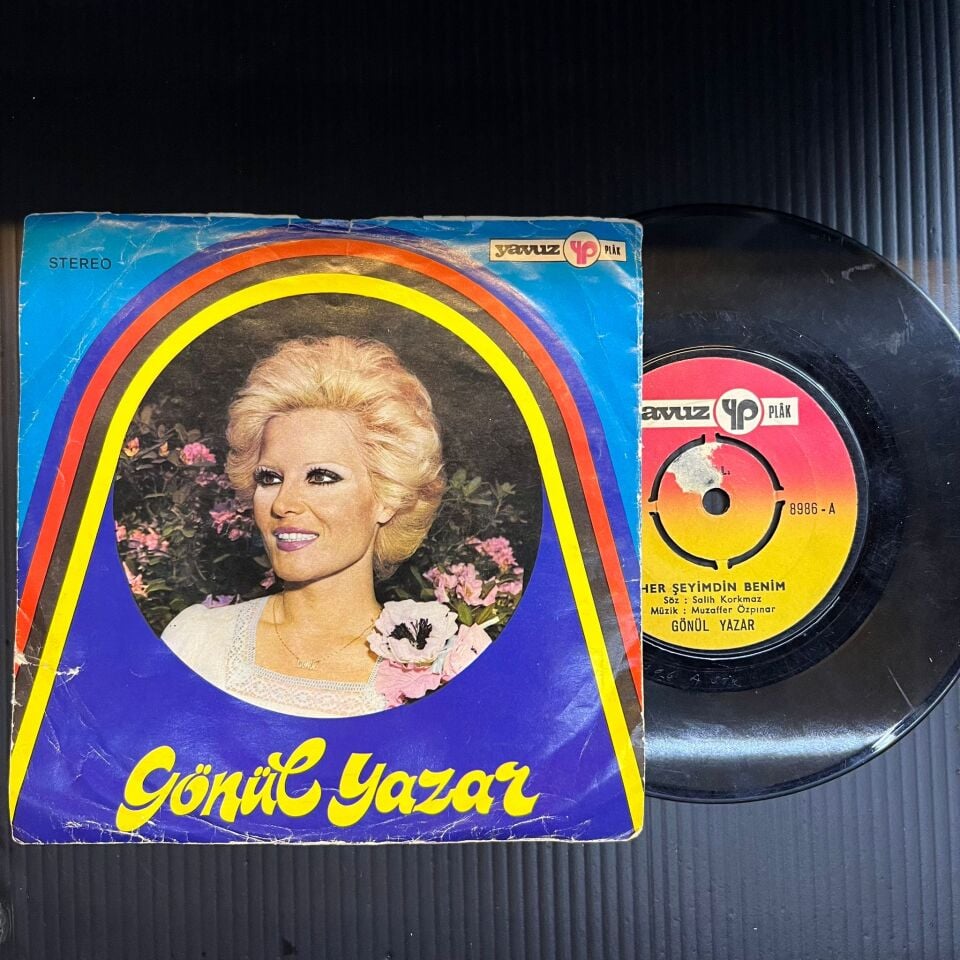 STEREO
yavuz yp PLÂK
Gönül Yazar
avuz yp PLÂK
L.
8986-A
HER ŞEYİMDİN BENİM
Söz : Salih Korkmaz
Müzik : Muzaffer Özpınar
GÖNÜL YAZAR